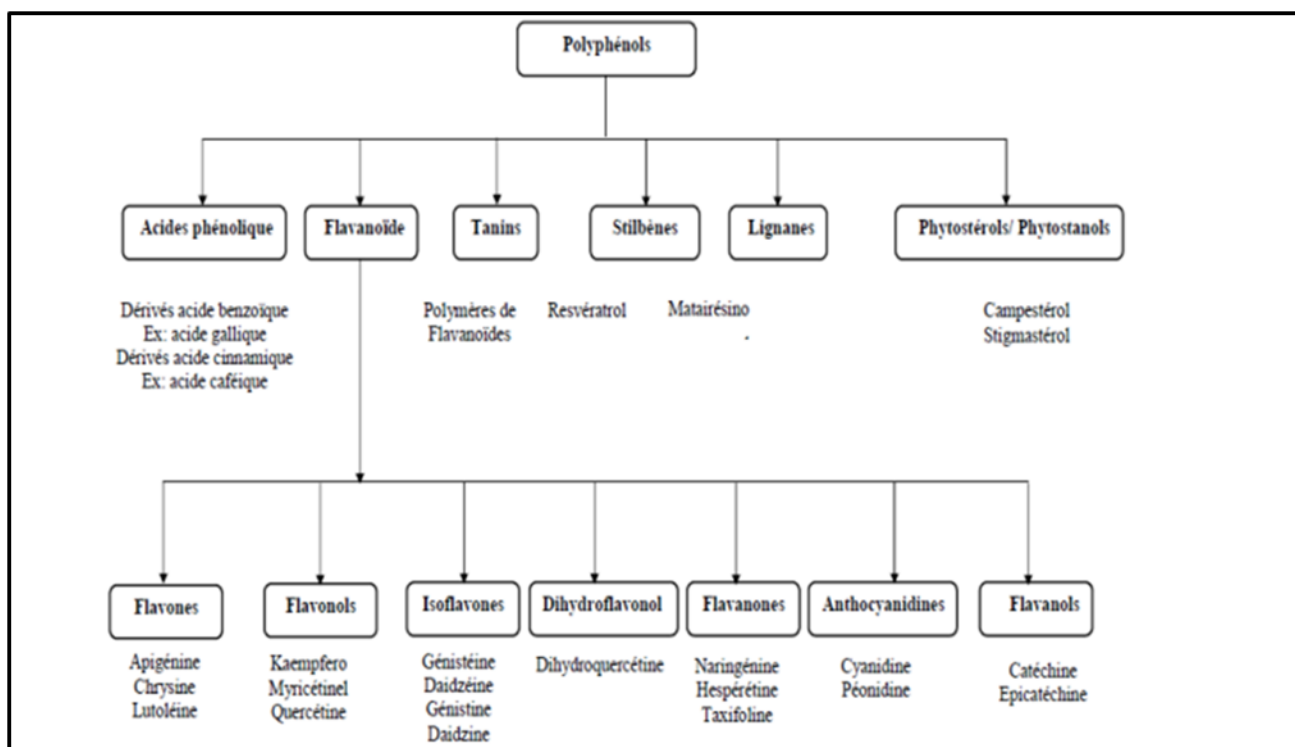 Polyphénols
Acides phénolique
Flavanoïde
Tanins
Stilbènes
Lignanes
Phytostérols/ Phytostanols
Dérivés acide benzoïque
Ex: acide gallique
Dérivés acide cinnamique
Ex: acide caféique
Polymères de
Flavanoïdes
Resvératrol
Matairésino
.
Campestérol
Stigmastérol
Flavones
Flavonols
Isoflavones
Dihydroflavonol
Flavanones
Anthocyanidines
Flavanols
Apigénine
Chrysine
Lutoléine
Kaempfero
Myricétinel
Quercétine
Génistéine
Daidzéine
Génistine
Daidzine
Dihydroquercétine
Naringénine
Hespérétine
Taxifoline
Cyanidine
Péonidine
Catéchine
Epicatéchine